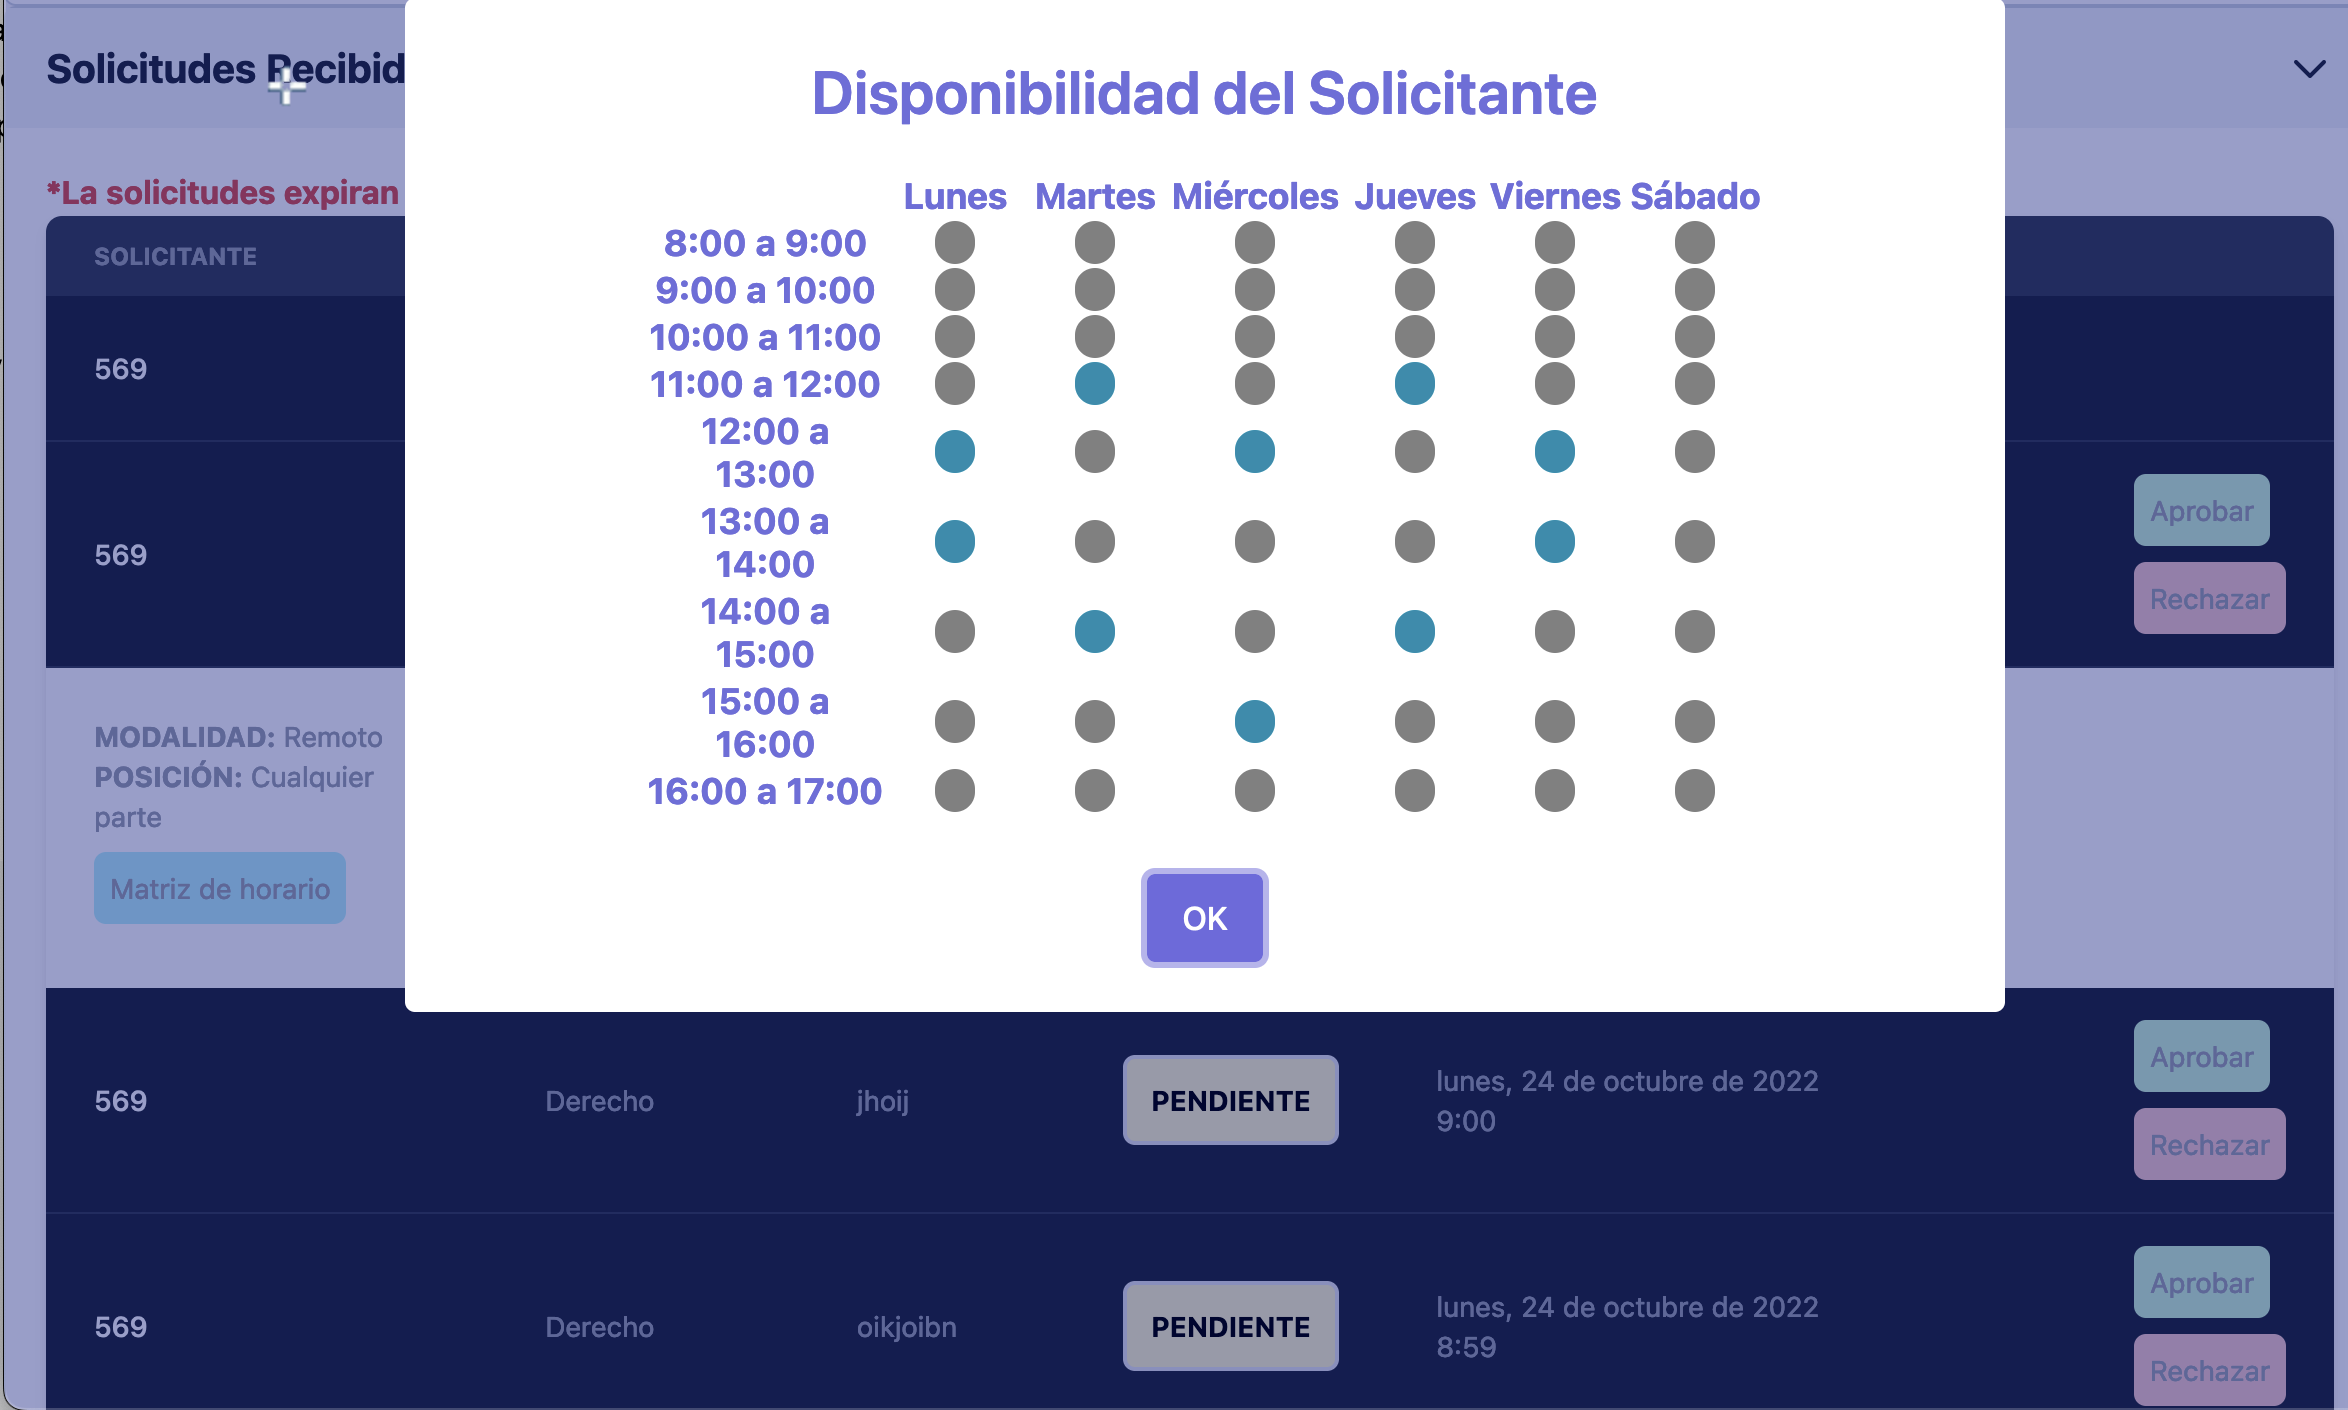 Solicitudes Recibid
*La solicitudes expiran
SOLICITANTE
569
569
Aprobar
Rechazar
MODALIDAD: Remoto
POSICIÓN: Cualquier
parte
Matriz de horario
Disponibilidad del Solicitante
Lunes Martes Miércoles Jueves Viernes Sábado
8:00 a 9:00
9:00 a 10:00
10:00 a 11:00
11:00 a 12:00
12:00 a
13:00
13:00 a
14:00
14:00 a
15:00
15:00 a
16:00
16:00 a 17:00
OK
569 Derecho jhoij PENDIENTE lunes, 24 de octubre de 2022
9:00
Aprobar
Rechazar
569 Derecho oikjoibn PENDIENTE lunes, 24 de octubre de 2022
8:59
Aprobar
Rechazar